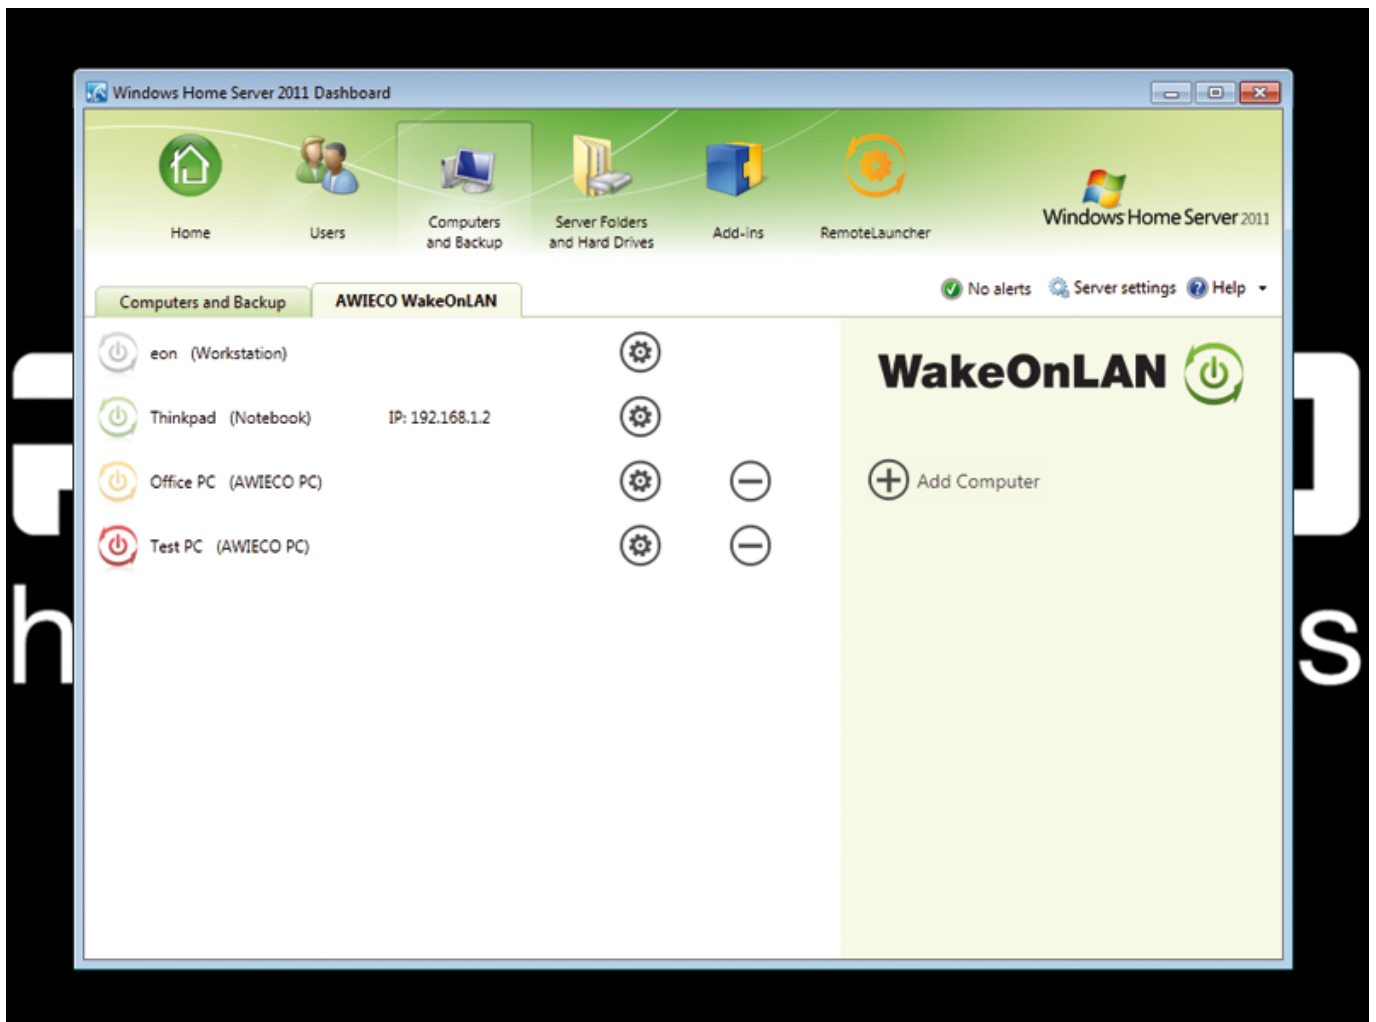 Windows Home Server 2011 Dashboard
Home
Users
Computers
and Backup
Server Folders
and Hard Drives
Add-ins
RemoteLauncher
Windows Home Server 2011
No alerts
Server settings
Help
Computers and Backup
AWIECO WakeOnLAN
eon (Workstation)
Thinkpad (Notebook) IP: 192.168.1.2
Office PC (AWIECO PC)
Test PC (AWIECO PC)
WakeOnLAN
Add Computer
h
s